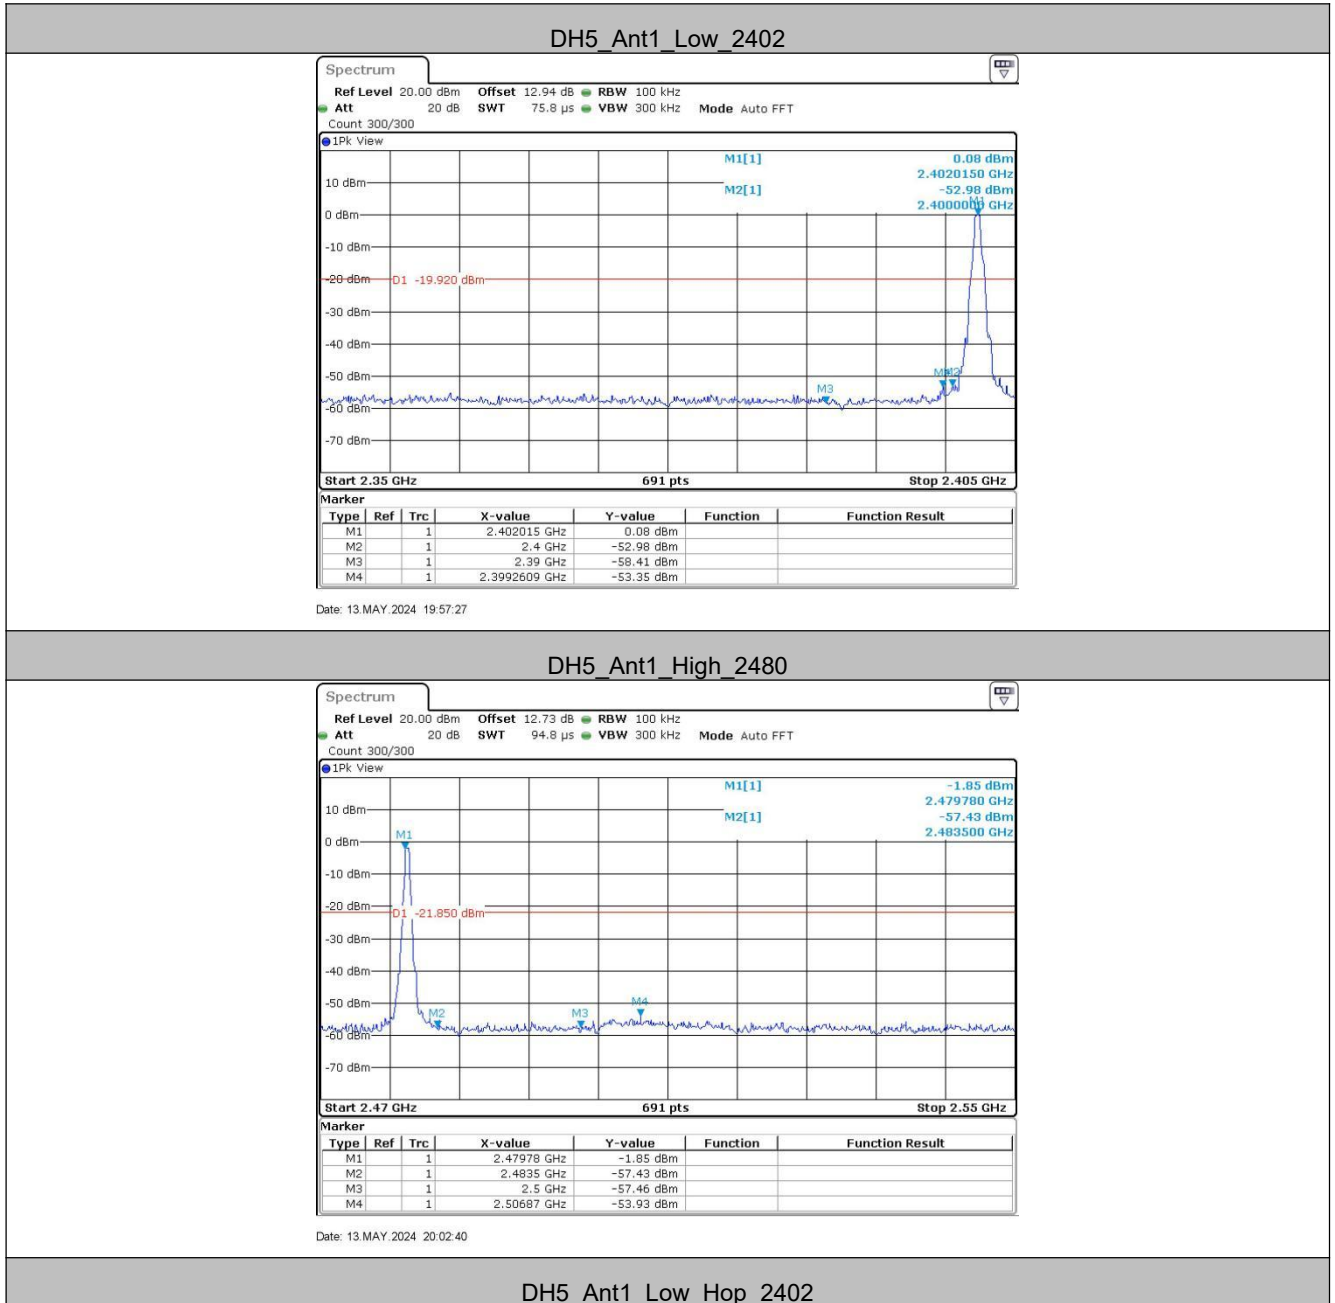 DH5_Ant1_Low_2402
Spectrum
Ref Level 20.00 dBm Offset 12.94 dB RBW 100 kHz
Att 20 dB SWT 75.8 µs VBW 300 kHz Mode Auto FFT
Count 300/300
1Pk View
M1[1] 0.08 dBm
2.4020150 GHz
10 dBm
M2[1] -52.98 dBm
2.4000000 GHz
M1
0 dBm
-10 dBm
-20 dBm D1 -19.920 dBm
-30 dBm
-40 dBm
-50 dBm
M4 M2
M3
-60 dBm
-70 dBm
Start 2.35 GHz 691 pts Stop 2.405 GHz
Marker
Type Ref Trc X-value Y-value Function Function Result
M1 1 2.402015 GHz 0.08 dBm
M2 1 2.4 GHz -52.98 dBm
M3 1 2.39 GHz -58.41 dBm
M4 1 2.3992609 GHz -53.35 dBm
Date: 13.MAY.2024 19:57:27
DH5_Ant1_High_2480
Spectrum
Ref Level 20.00 dBm Offset 12.73 dB RBW 100 kHz
Att 20 dB SWT 94.8 µs VBW 300 kHz Mode Auto FFT
Count 300/300
1Pk View
M1[1] -1.85 dBm
2.479780 GHz
10 dBm
M2[1] -57.43 dBm
2.483500 GHz
M1
0 dBm
-10 dBm
-20 dBm
D1 -21.850 dBm
-30 dBm
-40 dBm
-50 dBm
M4
M2 M3
-60 dBm
-70 dBm
Start 2.47 GHz 691 pts Stop 2.55 GHz
Marker
Type Ref Trc X-value Y-value Function Function Result
M1 1 2.47978 GHz -1.85 dBm
M2 1 2.4835 GHz -57.43 dBm
M3 1 2.5 GHz -57.46 dBm
M4 1 2.50687 GHz -53.93 dBm
Date: 13.MAY.2024 20:02:40
DH5_Ant1_Low_Hop_2402